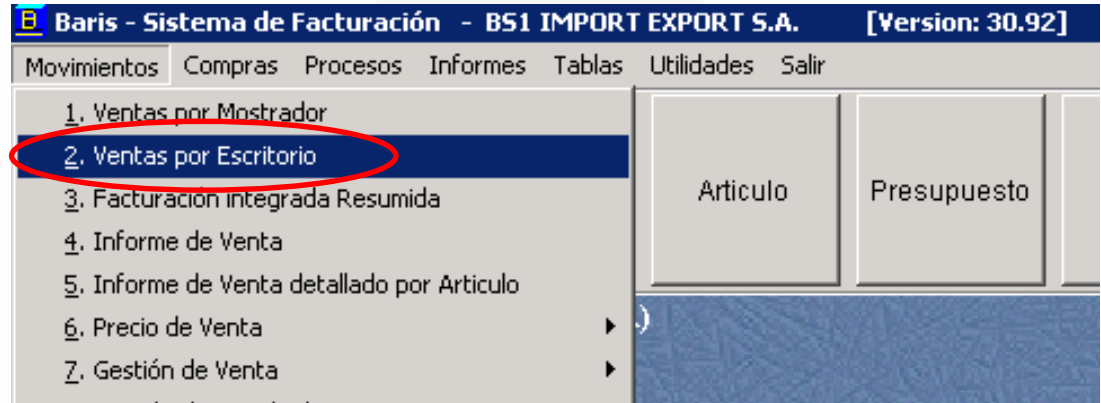 B Baris - Sistema de Facturación - BS1 IMPORT EXPORT S.A. [Version: 30.92]
Movimientos Compras Procesos Informes Tablas Utilidades Salir
1. Ventas por Mostrador
2. Ventas por Escritorio
3. Facturación integrada Resumida
4. Informe de Venta
5. Informe de Venta detallado por Articulo
6. Precio de Venta
7. Gestión de Venta
Articulo
Presupuesto
.)